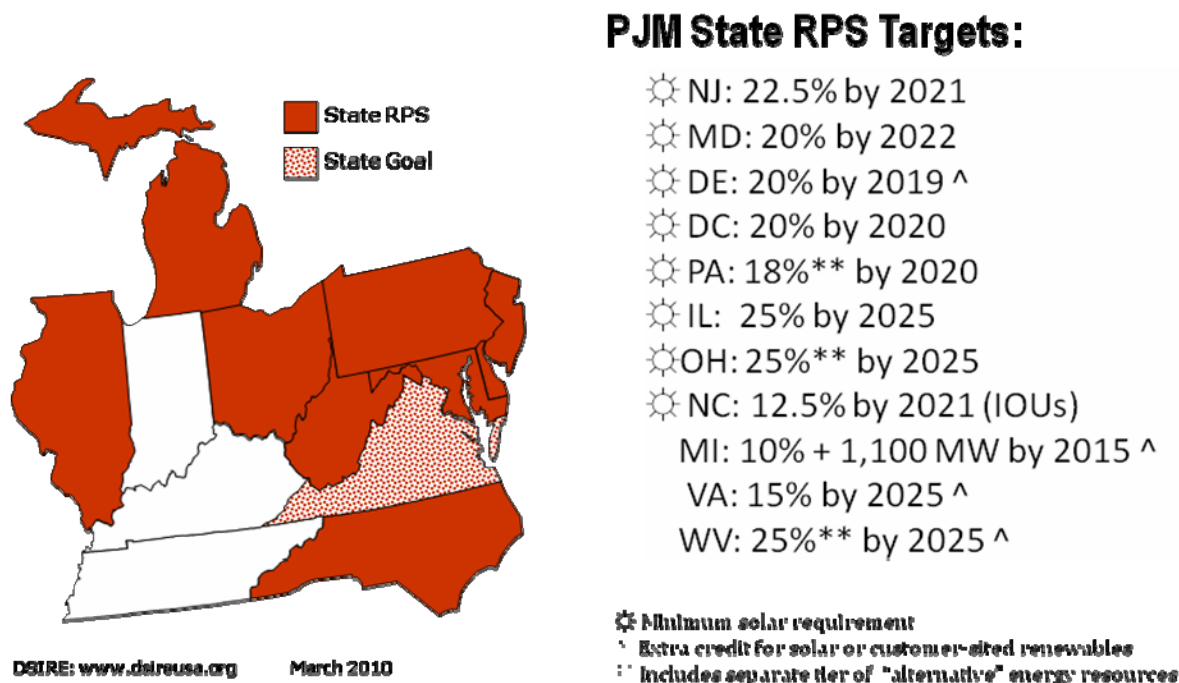 PJM State RPS Targets:
State RPS
State Goal
☼ NJ: 22.5% by 2021
☼ MD: 20% by 2022
☼ DE: 20% by 2019 ^
☼ DC: 20% by 2020
☼ PA: 18%** by 2020
☼ IL: 25% by 2025
☼ OH: 25%** by 2025
☼ NC: 12.5% by 2021 (IOUs)
MI: 10% + 1,100 MW by 2015 ^
VA: 15% by 2025 ^
WV: 25%** by 2025 ^
☼ Minimum solar requirement
^ Extra credit for solar or customer-sited renewables
** Includes separate tier of "alternative" energy resources
DSIRE: www.dsireusa.org March 2010